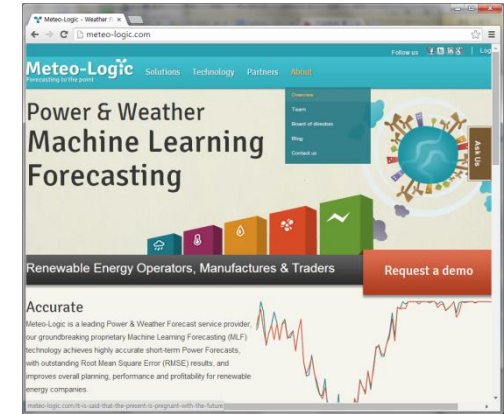 Meteo-Logic - Weather F
meteo-logic.com
Follow us
Log
Meteo-Logic
Forecasting to the point
Solutions Technology Partners About
Overview
Team
Board of directors
Blog
Contact us
Power & Weather
Machine Learning
Forecasting
Ask Us
Renewable Energy Operators, Manufactures & Traders
Request a demo
Accurate
Meteo-Logic is a leading Power & Weather Forecast service provider,
our groundbreaking proprietary Machine Learning Forecasting (MLF)
technology achieves highly accurate short-term Power Forecasts,
with outstanding Root Mean Square Error (RMSE) results, and
improves overall planning, performance and profitability for renewable
energy companies.
meteo-logic.com/it-is-said-that-the-present-is-pregnant-with-the-future